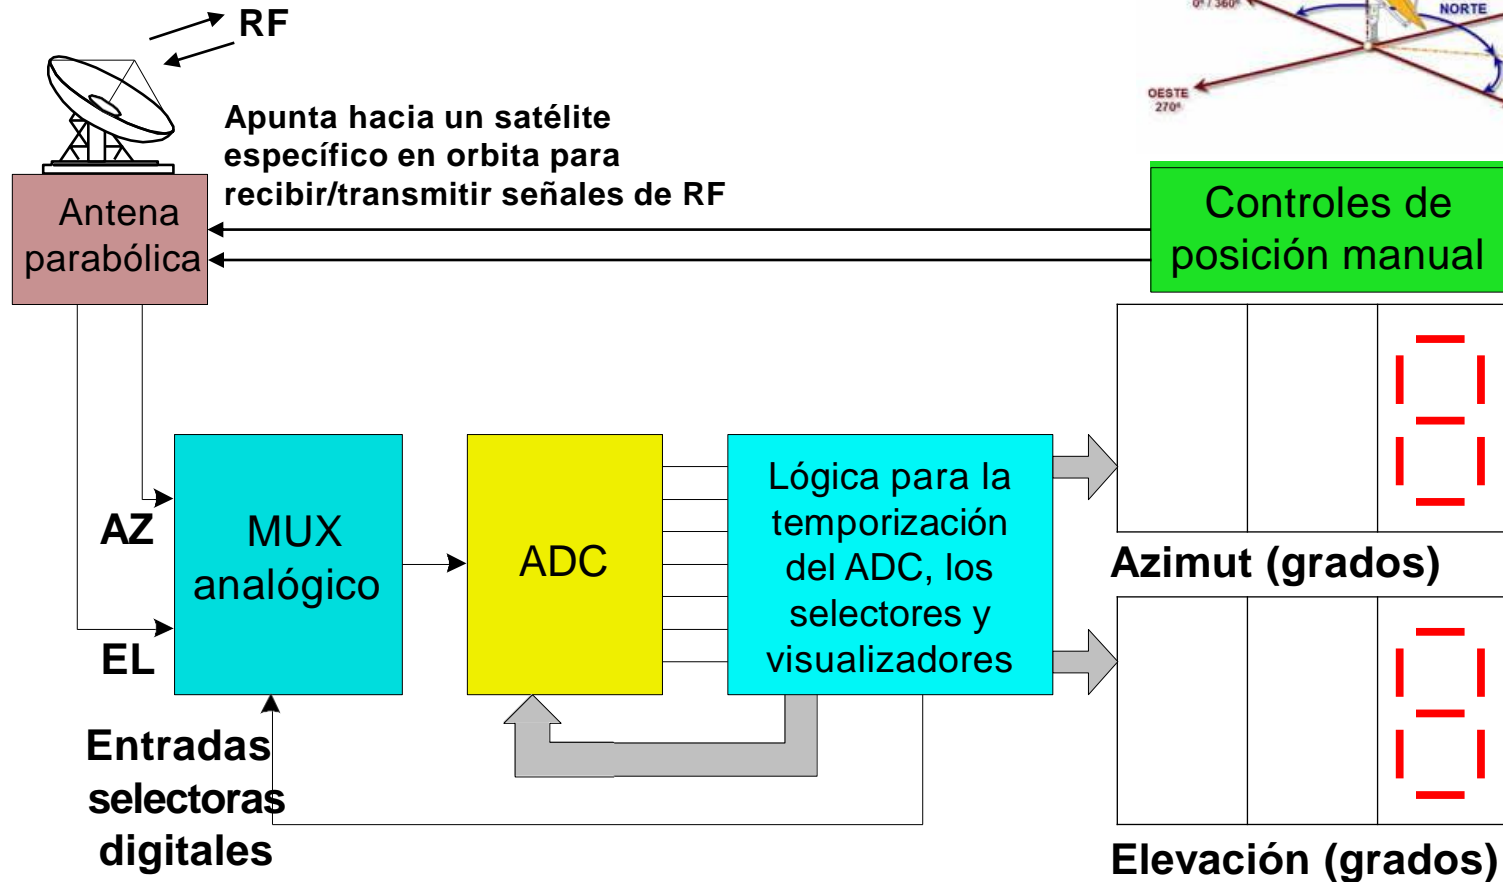 RF
0º / 360º
NORTE
OESTE
270º
Apunta hacia un satélite
específico en orbita para
recibir/transmitir señales de RF
Antena
parabólica
Controles de
posición manual
AZ
EL
MUX
analógico
ADC
Lógica para la
temporización
del ADC, los
selectores y
visualizadores
Azimut (grados)
Entradas
selectoras
digitales
Elevación (grados)